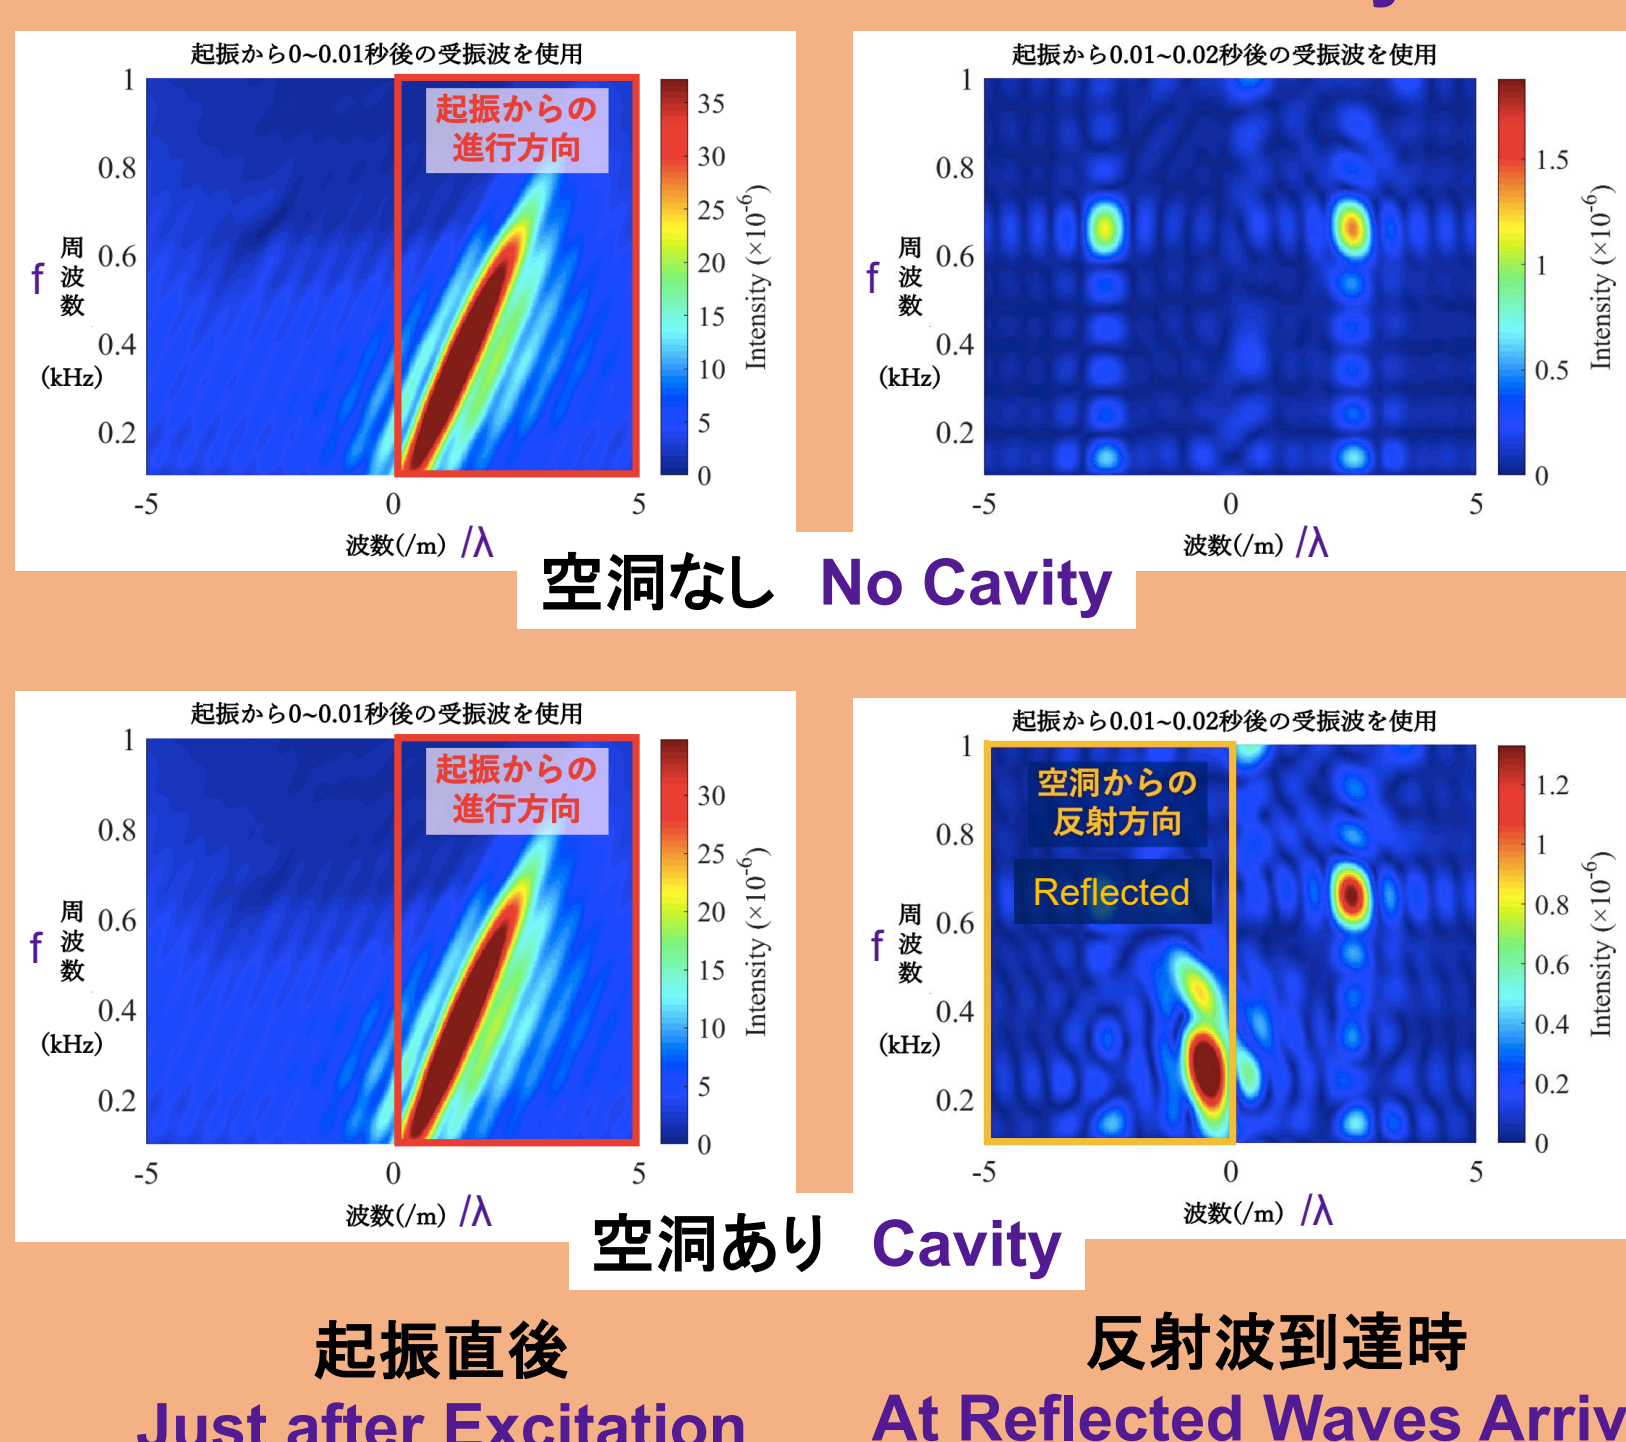 起振から0~0.01秒後の受振波を使用
起振からの
進行方向
1
0.8
0.6
0.4
0.2
f
周
波
数
(kHz)
-5
0
5
波数(/m) /λ
35
30
25
20
15
10
5
0
Intensity (×10-6)
起振から0.01~0.02秒後の受振波を使用
1
0.8
0.6
0.4
0.2
f
周
波
数
(kHz)
-5
0
5
波数(/m) /λ
1.5
1
0.5
0
Intensity (×10-6)
空洞なし No Cavity
起振から0~0.01秒後の受振波を使用
起振からの
進行方向
1
0.8
0.6
0.4
0.2
f
周
波
数
(kHz)
-5
0
5
波数(/m) /λ
30
25
20
15
10
5
0
Intensity (×10-6)
起振から0.01~0.02秒後の受振波を使用
空洞からの
反射方向
Reflected
1
0.8
0.6
0.4
0.2
f
周
波
数
(kHz)
-5
0
5
波数(/m) /λ
1.2
1
0.8
0.6
0.4
0.2
0
Intensity (×10-6)
空洞あり Cavity
起振直後
Just after Excitation
反射波到達時
At Reflected Waves Arriv